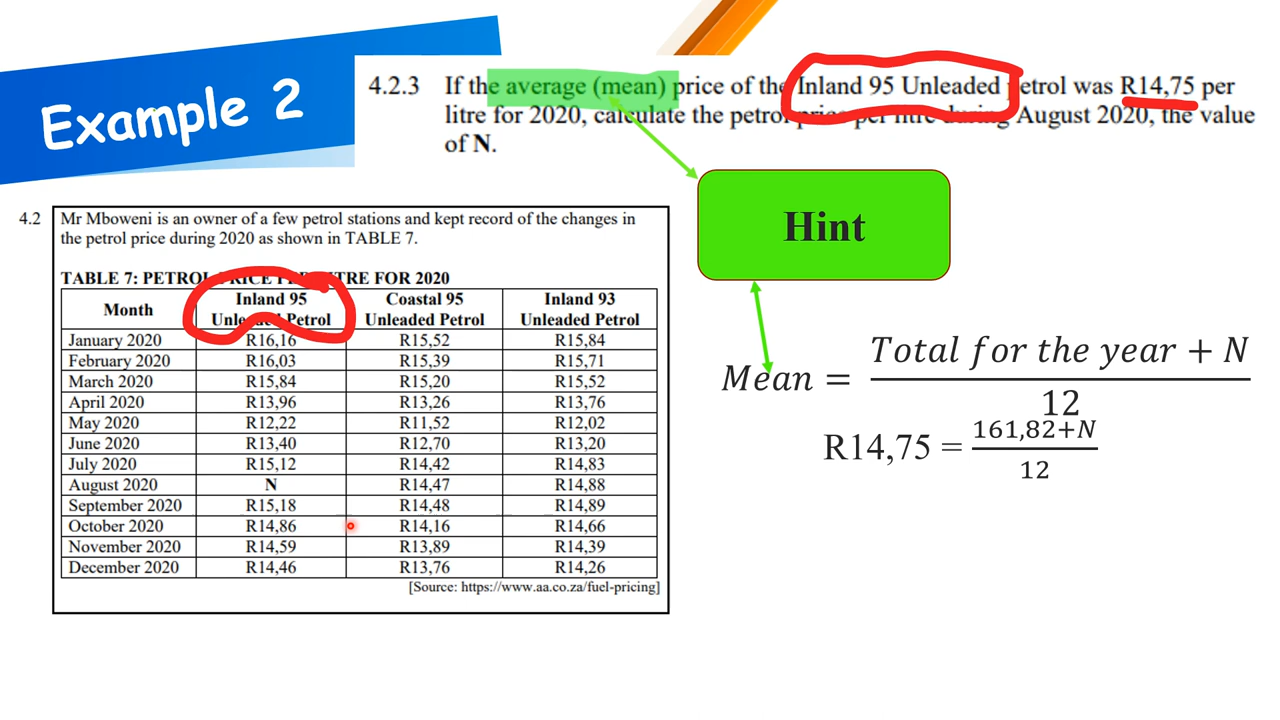 Example 2
4.2.3 If the average (mean) price of the Inland 95 Unleaded petrol was R14,75 per
litre for 2020, calculate the petrol price per litre during August 2020, the value
of N.
Hint
4.2 Mr Mboweni is an owner of a few petrol stations and kept record of the changes in
the petrol price during 2020 as shown in TABLE 7.
TABLE 7: PETROL PRICE PER LITRE FOR 2020
Month Inland 95 Unleaded Petrol Coastal 95 Unleaded Petrol Inland 93 Unleaded Petrol
January 2020 R16,16 R15,52 R15,84
February 2020 R16,03 R15,39 R15,71
March 2020 R15,84 R15,20 R15,52
April 2020 R13,96 R13,26 R13,76
May 2020 R12,22 R11,52 R12,02
June 2020 R13,40 R12,70 R13,20
July 2020 R15,12 R14,42 R14,83
August 2020 N R14,47 R14,88
September 2020 R15,18 R14,48 R14,89
October 2020 R14,86 R14,16 R14,66
November 2020 R14,59 R13,89 R14,39
December 2020 R14,46 R13,76 R14,26
[Source: https://www.aa.co.za/fuel-pricing]
Mean = Total for the year + N
12
R14,75 = 161,82+N
12